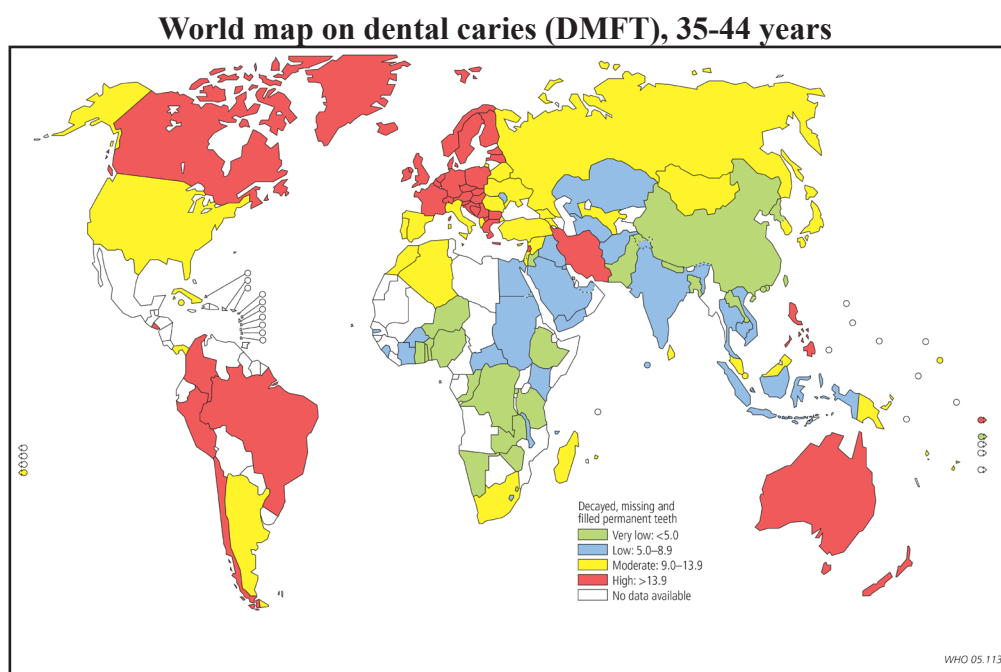 World map on dental caries (DMFT), 35-44 years
Decayed, missing and
filled permanent teeth
Very low: <5.0
Low: 5.0–8.9
Moderate: 9.0–13.9
High: >13.9
No data available
WHO 05.113